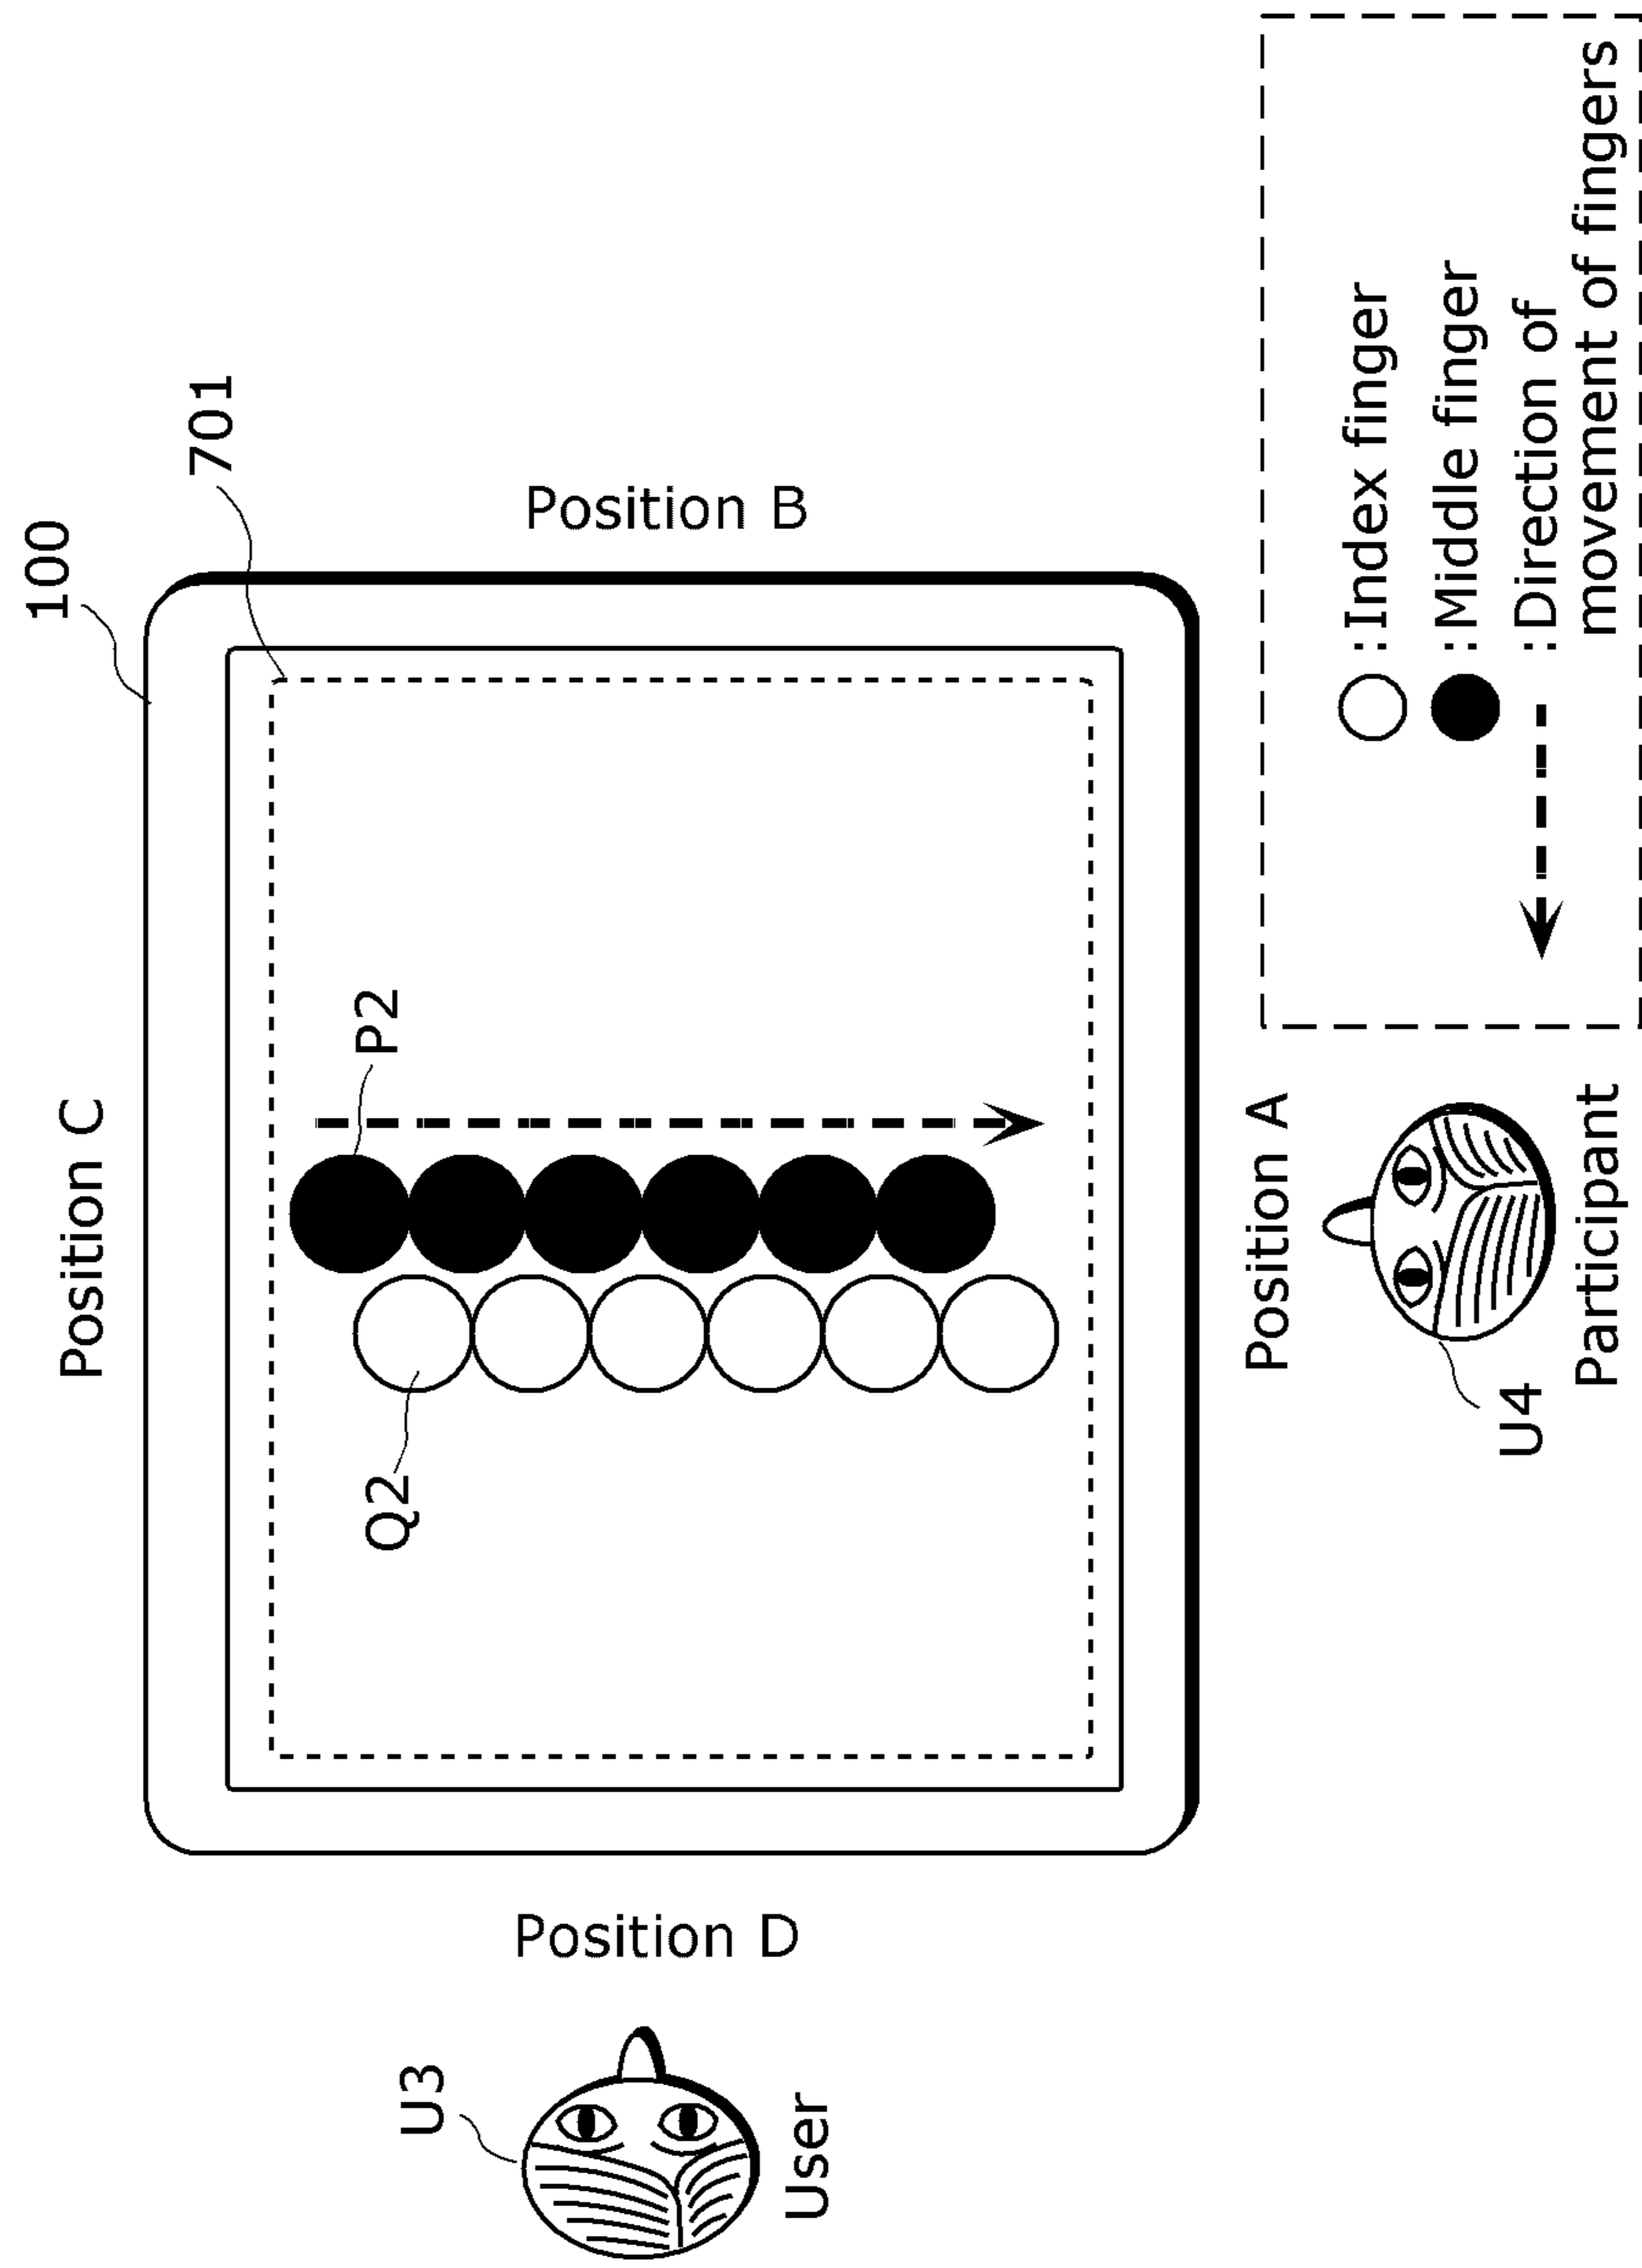 100
701
Position C
Position B
P2
Q2
Position D
Position A
U3
User
U4
Participant
:Index finger
:Middle finger
:Direction of
movement of fingers